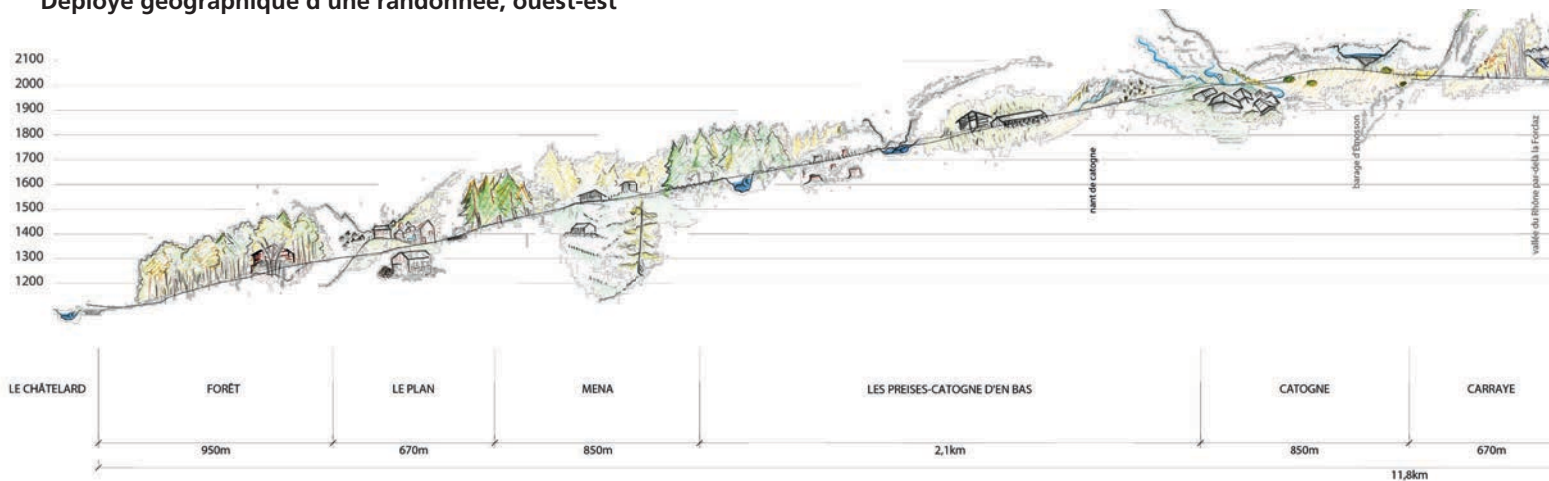 Déployé géographique d'une randonnée, ouest-est
2100
2000
1900
1800
1700
1600
1500
1400
1300
1200
nant de catogne
barage d'Emosson
vallée du Rhône par-delà la Forclaz
LE CHÂTELARD
FORÊT
LE PLAN
MENA
LES PREISES-CATOGNE D'EN BAS
CATOGNE
CARRAYE
950m
670m
850m
2,1km
850m
670m
11,8km